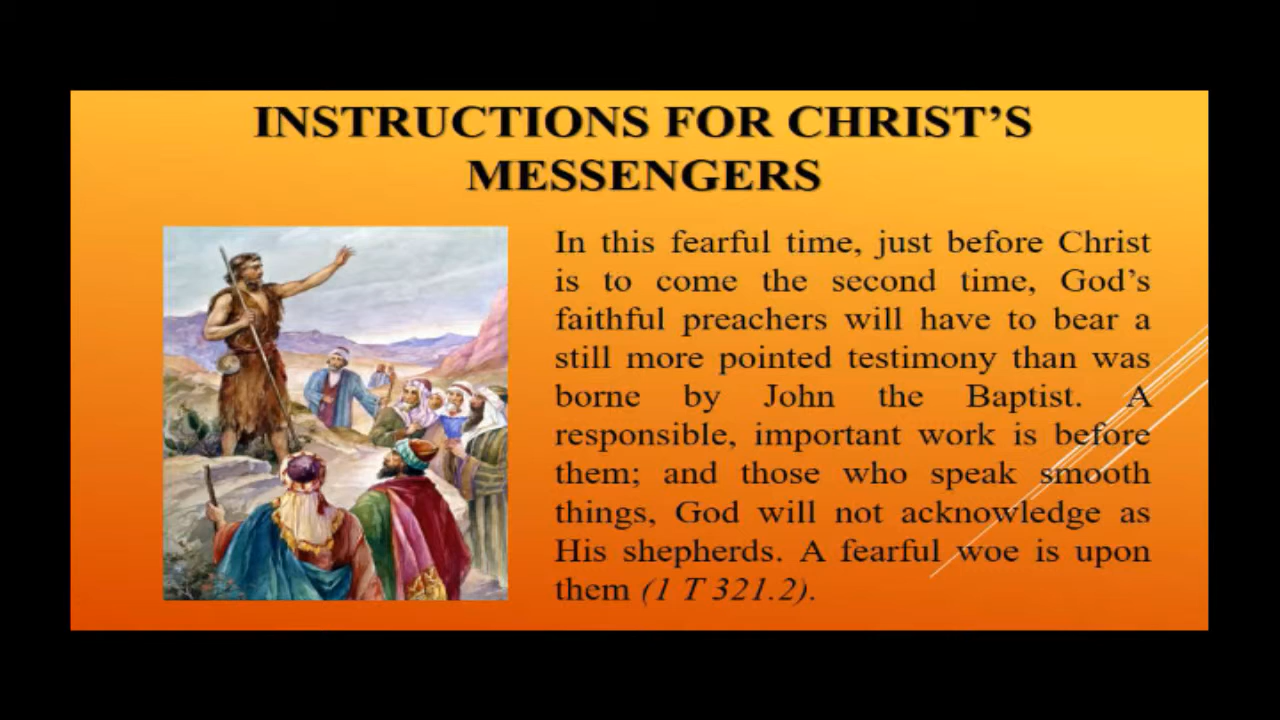 INSTRUCTIONS FOR CHRIST’S
MESSENGERS
In this fearful time, just before Christ
is to come the second time, God’s
faithful preachers will have to bear a
still more pointed testimony than was
borne by John the Baptist. A
responsible, important work is before
them; and those who speak smooth
things, God will not acknowledge as
His shepherds. A fearful woe is upon
them (1 T 321.2).